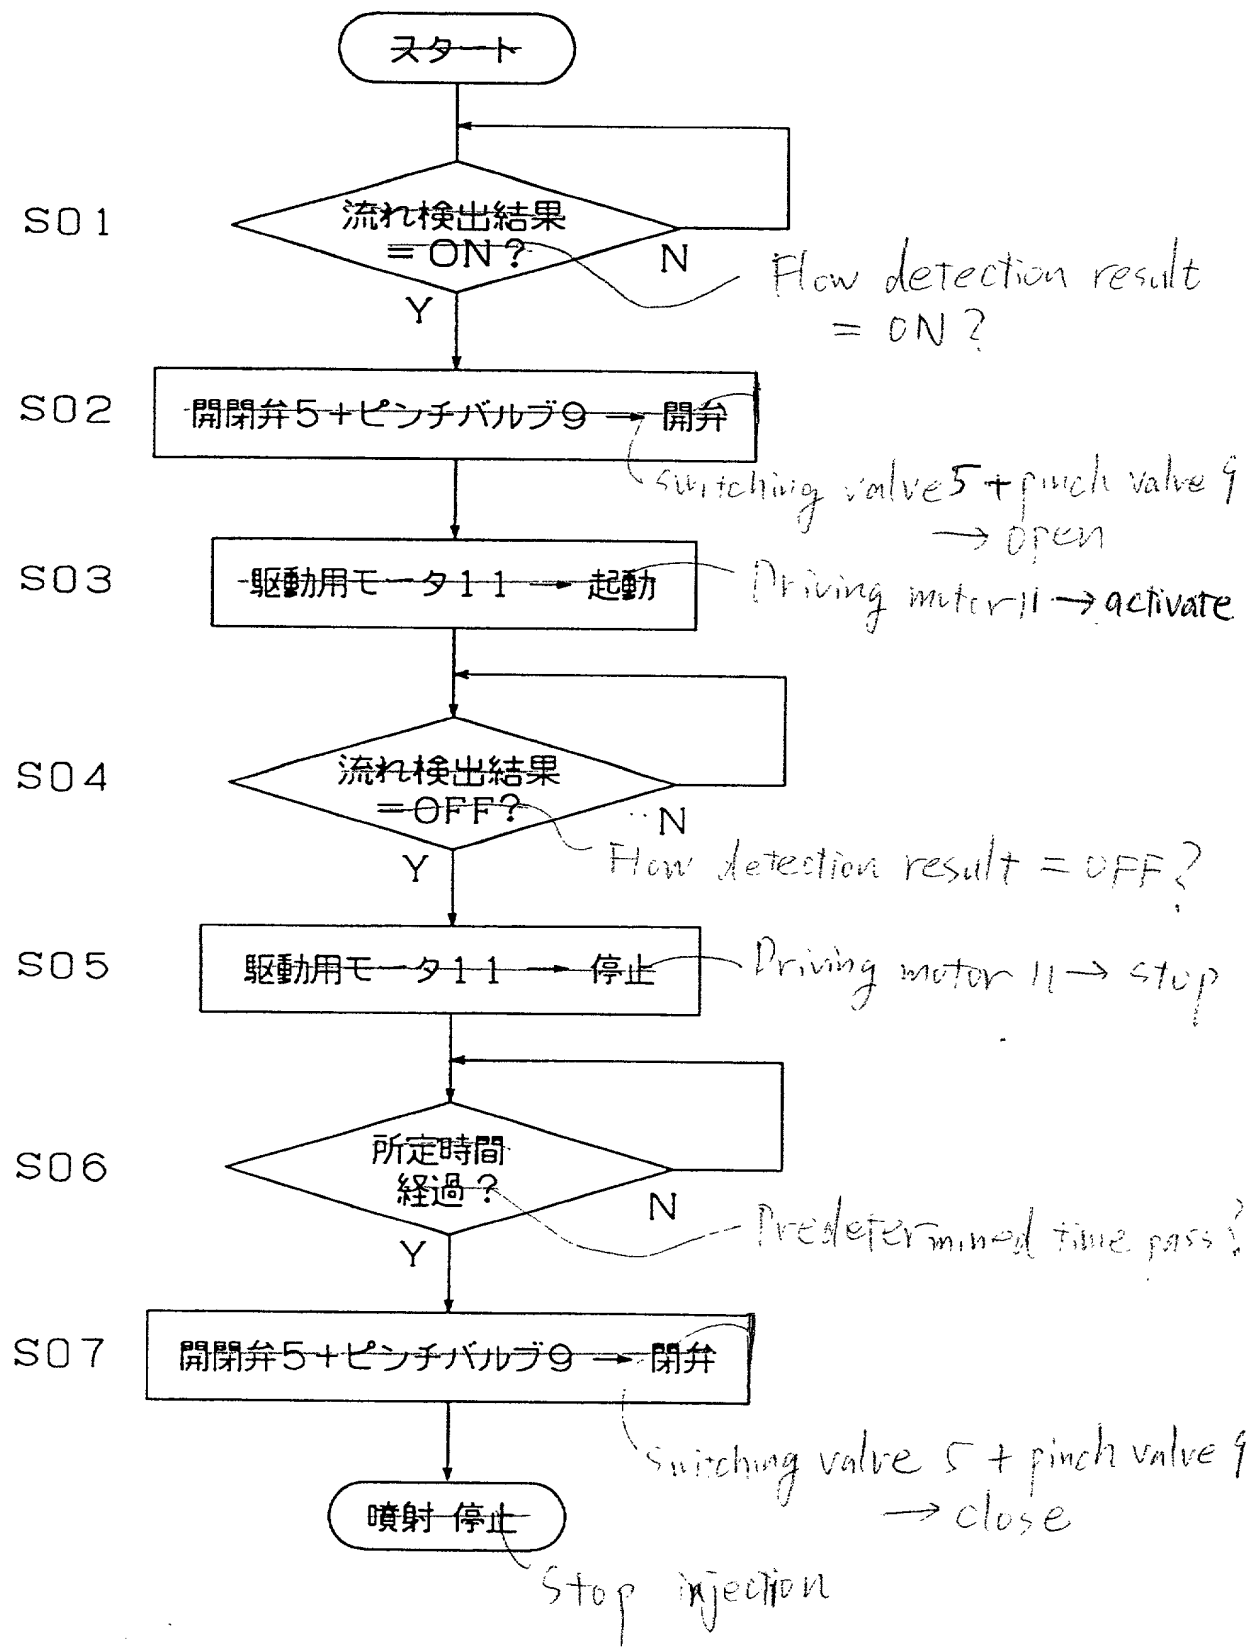 スタート
S01
流れ検出結果
=ON?
N
Flow detection result
= ON?
Y
S02
開閉弁5+ピンチバルブ9 → 開弁
switching valve 5 + pinch valve 9
→ open
S03
駆動用モータ11 → 起動
Driving motor 11 → activate
S04
流れ検出結果
=OFF?
N
Flow detection result = OFF?
Y
S05
駆動用モータ11 → 停止
Driving motor 11 → stop
S06
所定時間
経過?
N
Predetermined time pass?
Y
S07
開閉弁5+ピンチバルブ9 → 閉弁
Switching valve 5 + pinch valve 9
→ close
噴射 停止
Stop injection